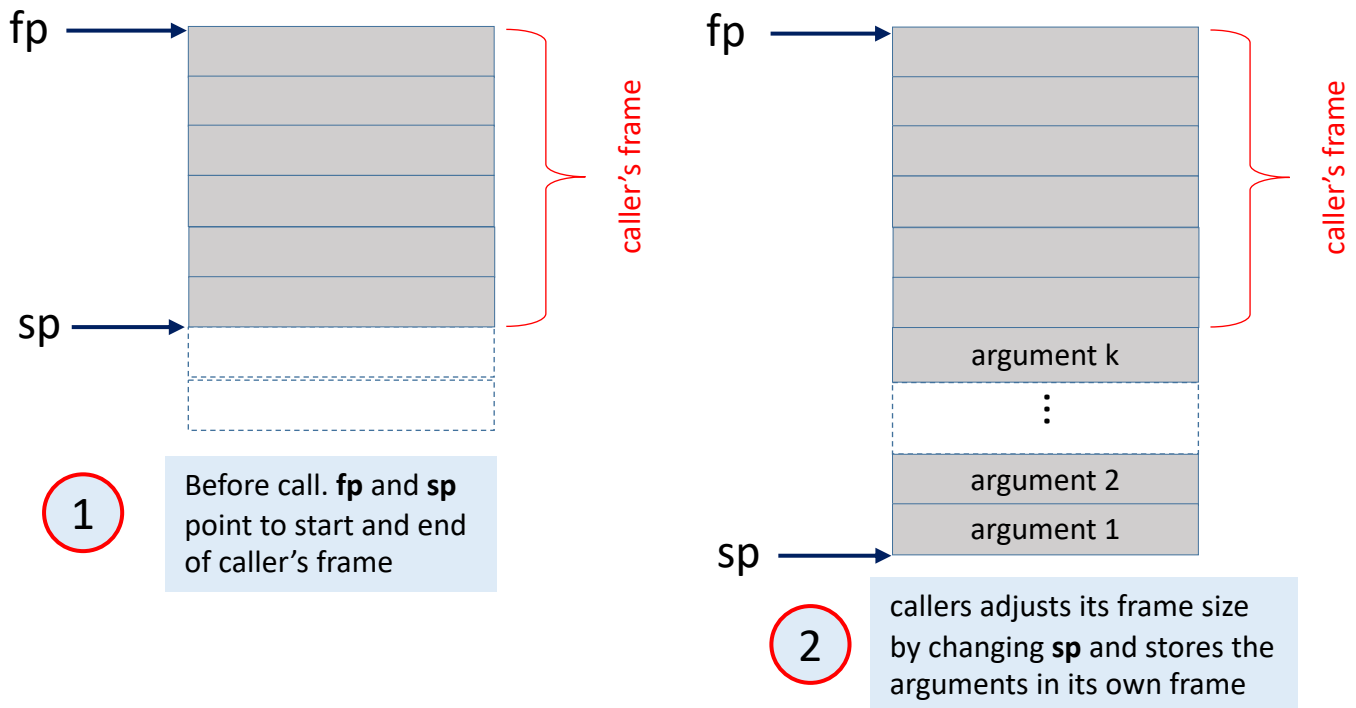 fp
caller's frame
sp
1
Before call. fp and sp
point to start and end
of caller's frame
fp
caller's frame
argument k
⋮
argument 2
argument 1
sp
2
callers adjusts its frame size
by changing sp and stores the
arguments in its own frame